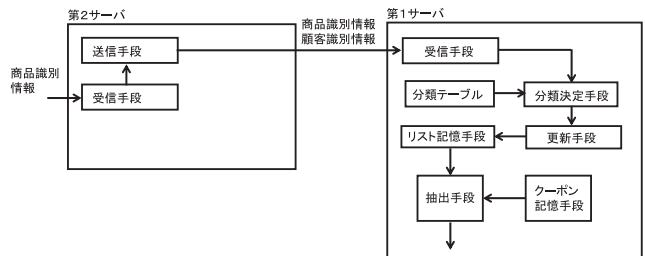 第2サーバ
送信手段
商品識別
情報
受信手段
商品識別情報
顧客識別情報
第1サーバ
受信手段
分類テーブル
分類決定手段
リスト記憶手段
更新手段
抽出手段
クーポン
記憶手段